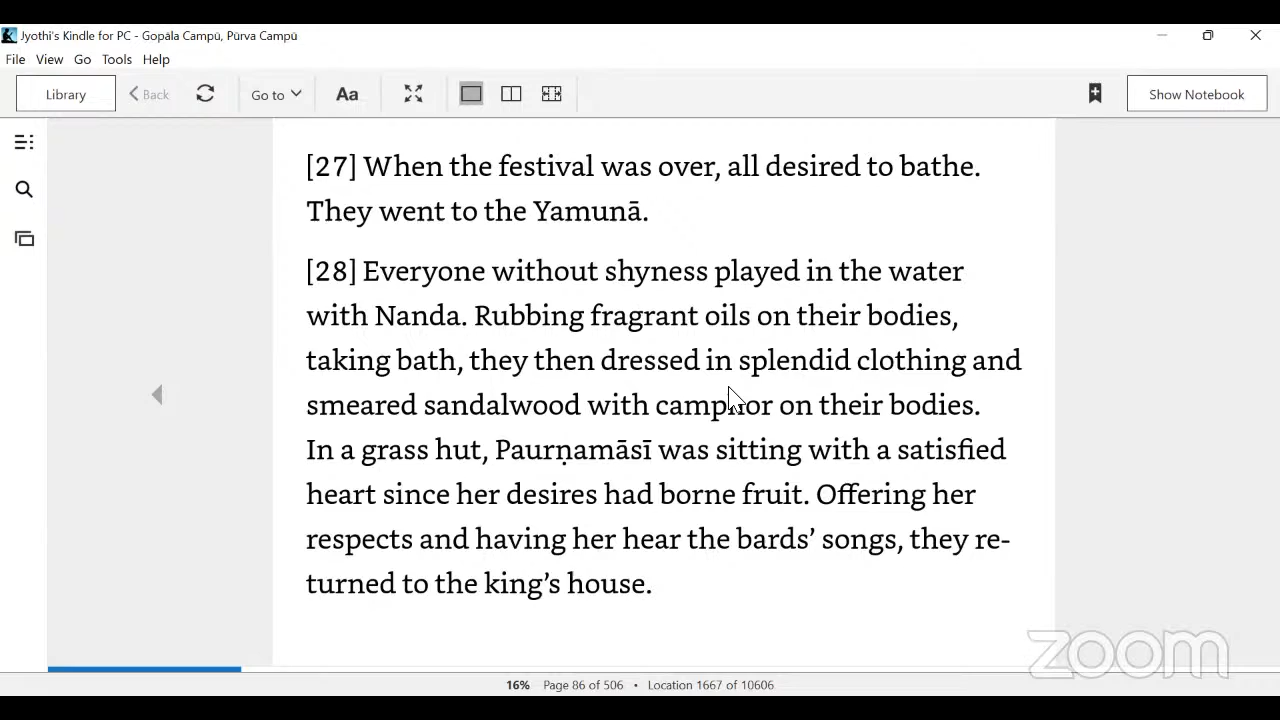 Jyothi's Kindle for PC - Gopāla Campū, Pūrva Campū
File View Go Tools Help
Library Back Go to Aa Show Notebook
[27] When the festival was over, all desired to bathe.
They went to the Yamunā.
[28] Everyone without shyness played in the water
with Nanda. Rubbing fragrant oils on their bodies,
taking bath, they then dressed in splendid clothing and
smeared sandalwood with camphor on their bodies.
In a grass hut, Paurṇamāsī was sitting with a satisfied
heart since her desires had borne fruit. Offering her
respects and having her hear the bards’ songs, they re-
turned to the king’s house.
zoom
16% Page 86 of 506 • Location 1667 of 10606